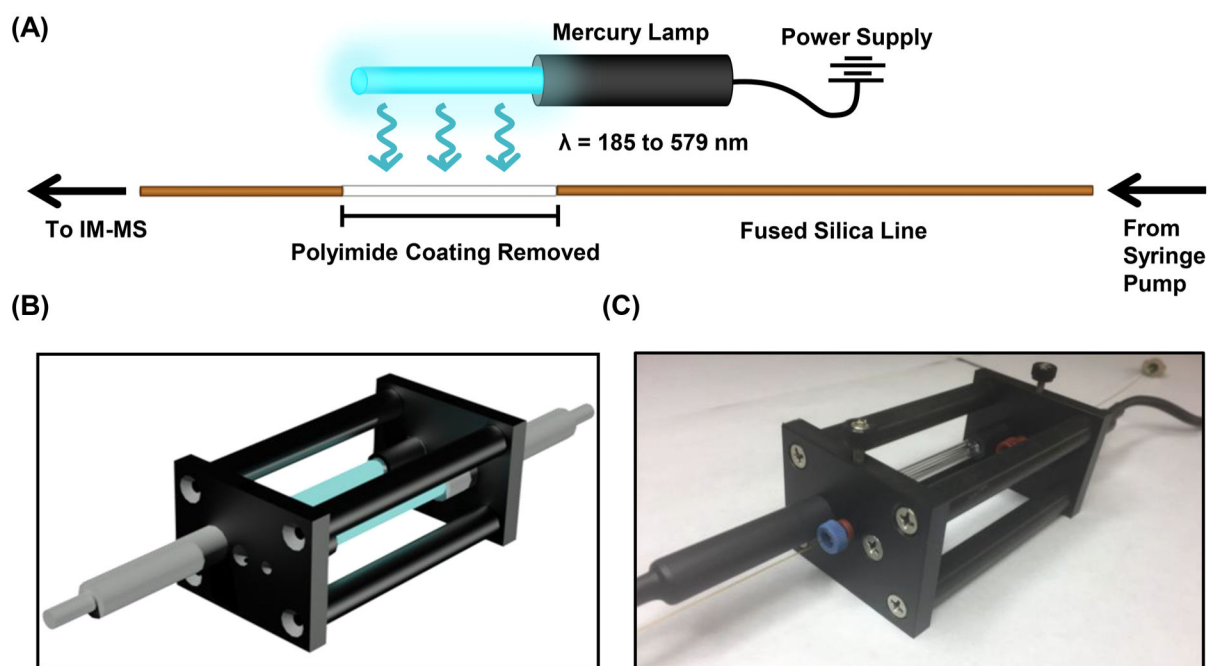 (A)
Mercury Lamp
Power Supply
λ = 185 to 579 nm
To IM-MS
Polyimide Coating Removed
Fused Silica Line
From
Syringe
Pump
(B)
(C)